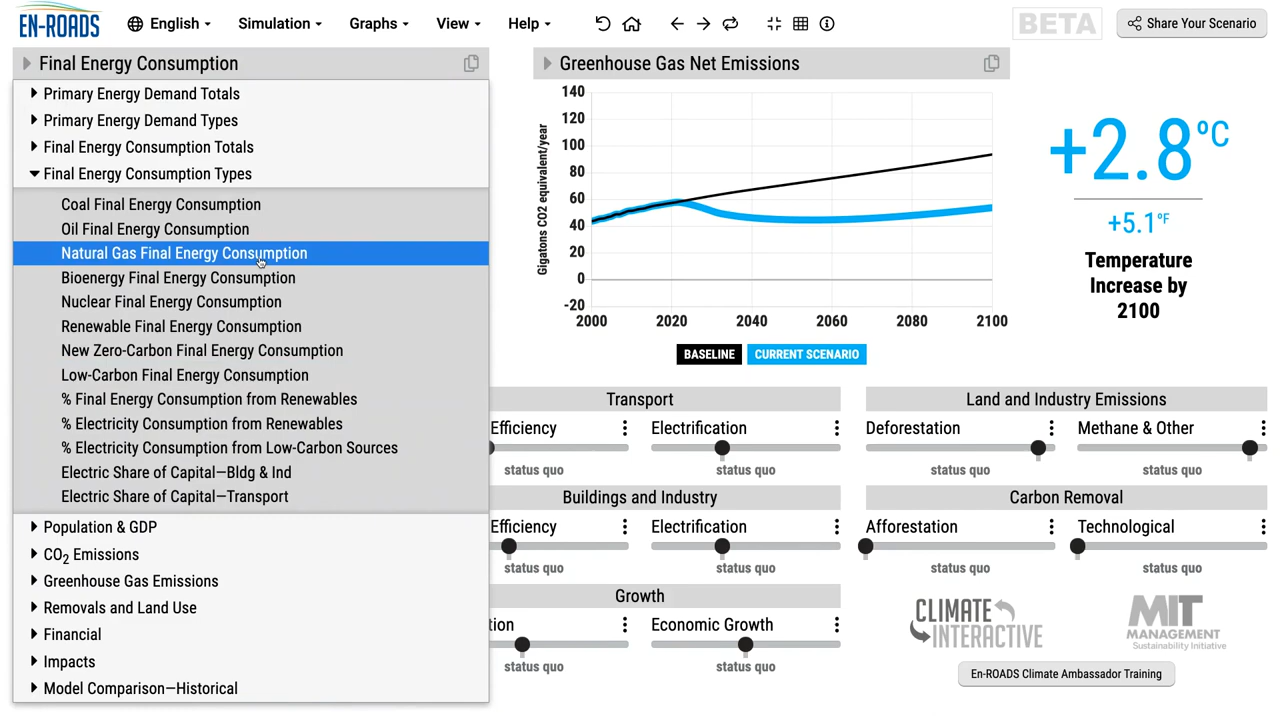 EN-ROADS
English
Simulation
Graphs
View
Help
BETA
Share Your Scenario
Final Energy Consumption
Primary Energy Demand Totals
Primary Energy Demand Types
Final Energy Consumption Totals
Final Energy Consumption Types
Coal Final Energy Consumption
Oil Final Energy Consumption
Natural Gas Final Energy Consumption
Bioenergy Final Energy Consumption
Nuclear Final Energy Consumption
Renewable Final Energy Consumption
New Zero-Carbon Final Energy Consumption
Low-Carbon Final Energy Consumption
% Final Energy Consumption from Renewables
% Electricity Consumption from Renewables
% Electricity Consumption from Low-Carbon Sources
Electric Share of Capital—Bldg & Ind
Electric Share of Capital—Transport
Population & GDP
CO2 Emissions
Greenhouse Gas Emissions
Removals and Land Use
Financial
Impacts
Model Comparison—Historical
Greenhouse Gas Net Emissions
Gigatons CO2 equivalent/year
140
120
100
80
60
40
20
0
-20
2000 2020 2040 2060 2080 2100
BASELINE
CURRENT SCENARIO
+2.8°C
+5.1°F
Temperature
Increase by
2100
Transport
Efficiency
status quo
Electrification
status quo
Buildings and Industry
Efficiency
status quo
Electrification
status quo
Growth
tion
status quo
Economic Growth
status quo
Land and Industry Emissions
Deforestation
status quo
Methane & Other
status quo
Carbon Removal
Afforestation
status quo
Technological
status quo
CLIMATE
INTERACTIVE
MIT
MANAGEMENT
Sustainability Initiative
En-ROADS Climate Ambassador Training